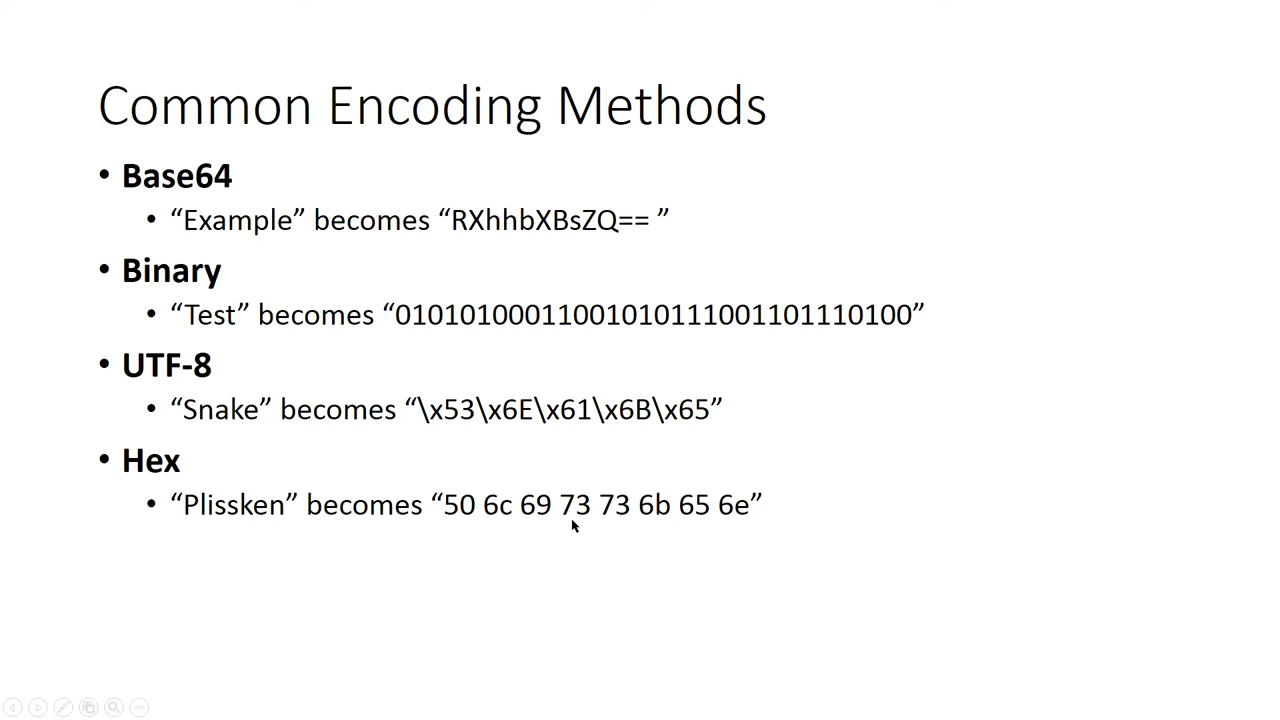 Common Encoding Methods
• Base64
• “Example” becomes “RXhhbXBsZQ== ”
• Binary
• “Test” becomes “01010100011001010111001101110100”
• UTF-8
• “Snake” becomes “\x53\x6E\x61\x6B\x65”
• Hex
• “Plissken” becomes “50 6c 69 73 73 6b 65 6e”